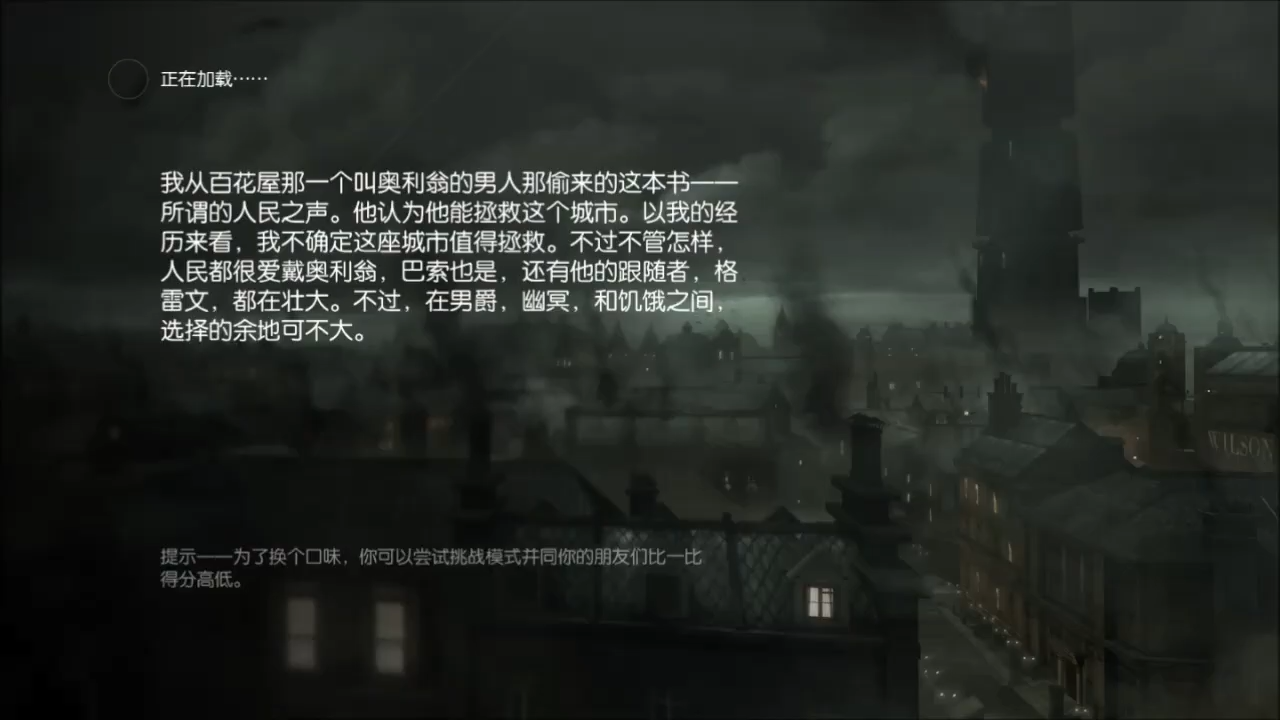 正在加载……
我从百花屋那一个叫奥利翁的男人那偷来的这本书——
所谓的人民之声。他认为他能拯救这个城市。以我的经
历来看，我不确定这座城市值得拯救。不过不管怎样，
人民都很爱戴奥利翁，巴索也是，还有他的跟随者，格
雷文，都在壮大。不过，在男爵，幽冥，和饥饿之间，
选择的余地可不大。
WILSON
提示——为了换个口味，你可以尝试挑战模式并同你的朋友们比一比
得分高低。